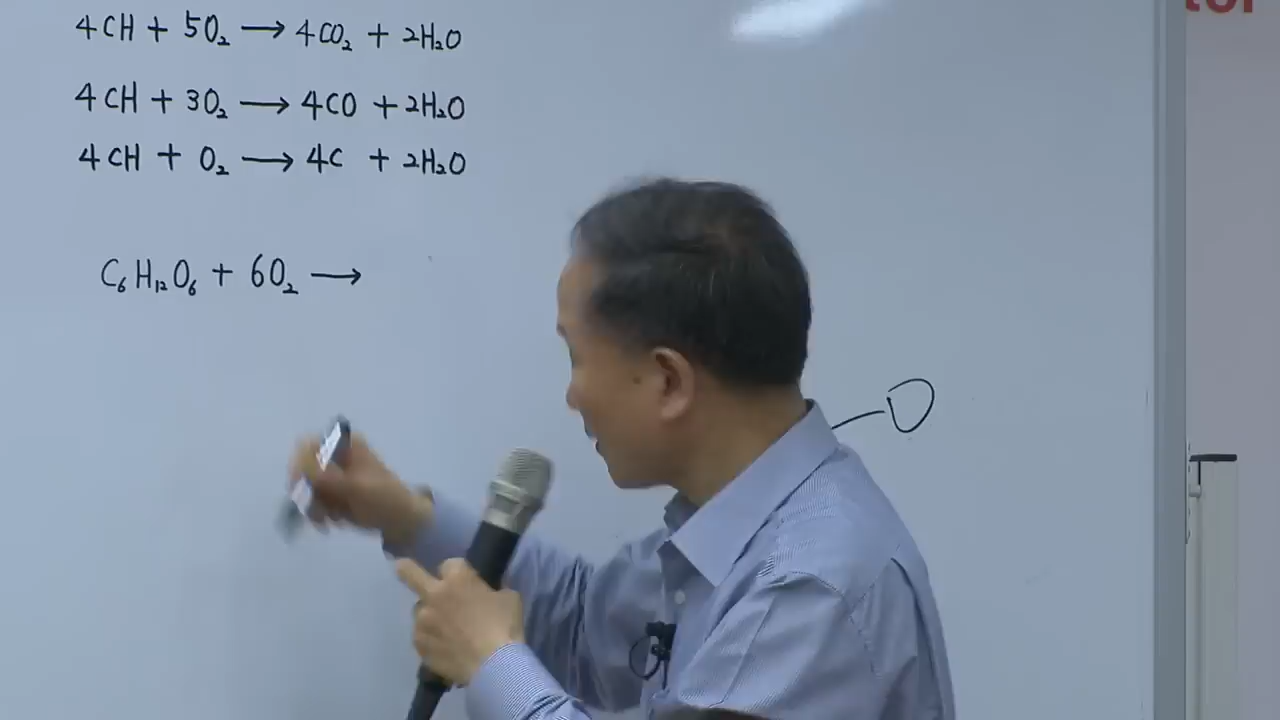 4CH + 5O₂ ⟶ 4CO₂ + 2H₂O
4CH + 3O₂ ⟶ 4CO + 2H₂O
4CH + O₂ ⟶ 4C + 2H₂O
C₆H₁₂O₆ + 6O₂ ⟶